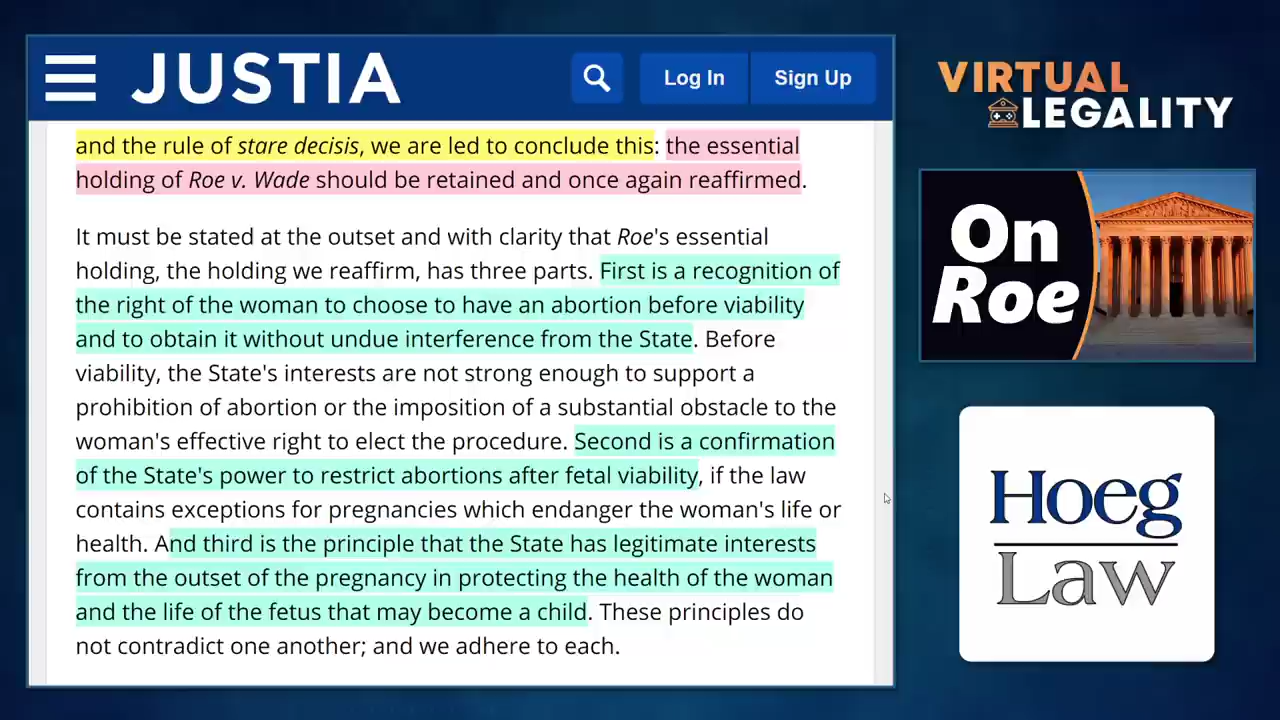 JUSTIA
Log In
Sign Up
and the rule of stare decisis, we are led to conclude this: the essential
holding of Roe v. Wade should be retained and once again reaffirmed.
It must be stated at the outset and with clarity that Roe's essential
holding, the holding we reaffirm, has three parts. First is a recognition of
the right of the woman to choose to have an abortion before viability
and to obtain it without undue interference from the State. Before
viability, the State's interests are not strong enough to support a
prohibition of abortion or the imposition of a substantial obstacle to the
woman's effective right to elect the procedure. Second is a confirmation
of the State's power to restrict abortions after fetal viability, if the law
contains exceptions for pregnancies which endanger the woman's life or
health. And third is the principle that the State has legitimate interests
from the outset of the pregnancy in protecting the health of the woman
and the life of the fetus that may become a child. These principles do
not contradict one another; and we adhere to each.
VIRTUAL
LEGALITY
On
Roe
Hoeg
Law